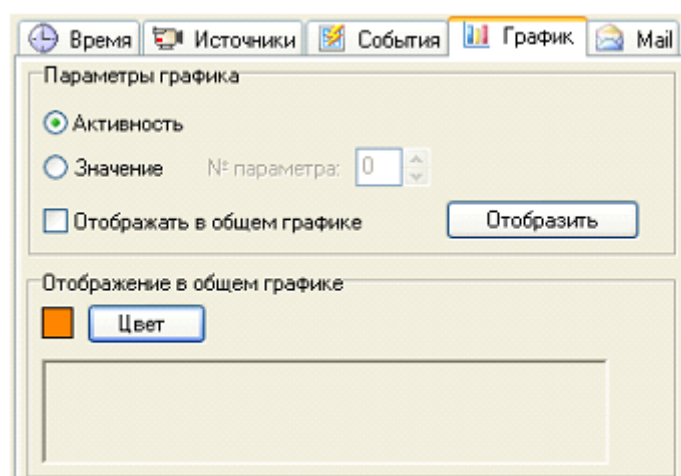 Время Источники События График Mail
Параметры графика
Активность
Значение № параметра: 0
Отображать в общем графике Отобразить
Отображение в общем графике
Цвет